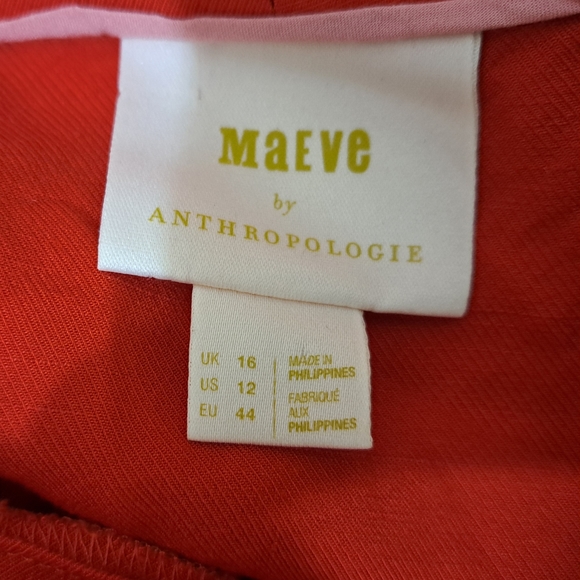 MaEVe
by
ANTHROPOLOGIE
UK 16
US 12
EU 44
MADE IN
PHILIPPINES
FABRIQUÉ
AUX
PHILIPPINES